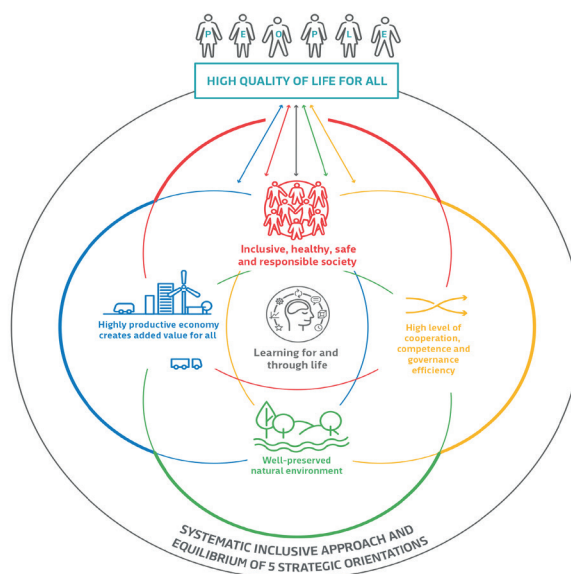 PEOPLE
HIGH QUALITY OF LIFE FOR ALL
Inclusive, healthy, safe
and responsible society
Highly productive economy
creates added value for all
Learning for and
through life
High level of
cooperation,
competence and
governance
efficiency
Well-preserved
natural environment
SYSTEMATIC INCLUSIVE APPROACH AND
EQUILIBRIUM OF 5 STRATEGIC ORIENTATIONS